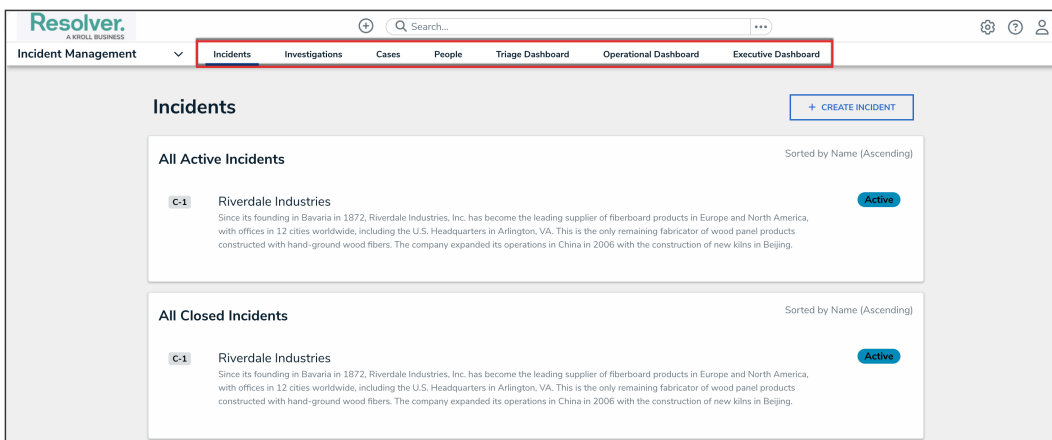 Resolver.
A KROLL BUSINESS
Search...
Incident Management
Incidents Investigations Cases People Triage Dashboard Operational Dashboard Executive Dashboard
Incidents
+ CREATE INCIDENT
All Active Incidents
Sorted by Name (Ascending)
C-1 Riverdale Industries Active
Since its founding in Bavaria in 1872, Riverdale Industries, Inc. has become the leading supplier of fiberboard products in Europe and North America,
with offices in 12 cities worldwide, including the U.S. Headquarters in Arlington, VA. This is the only remaining fabricator of wood panel products
constructed with hand-ground wood fibers. The company expanded its operations in China in 2006 with the construction of new kilns in Beijing.
All Closed Incidents
Sorted by Name (Ascending)
C-1 Riverdale Industries Active
Since its founding in Bavaria in 1872, Riverdale Industries, Inc. has become the leading supplier of fiberboard products in Europe and North America,
with offices in 12 cities worldwide, including the U.S. Headquarters in Arlington, VA. This is the only remaining fabricator of wood panel products
constructed with hand-ground wood fibers. The company expanded its operations in China in 2006 with the construction of new kilns in Beijing.